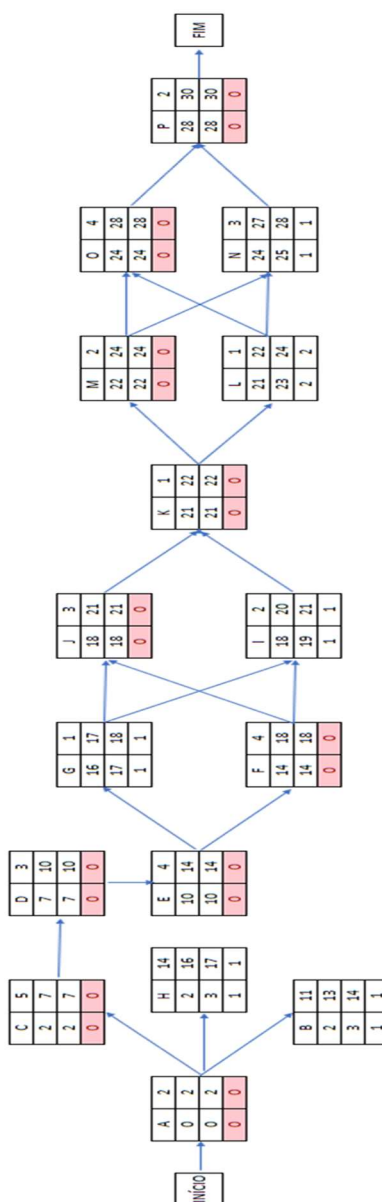 INÍCIO
A 2
0 2
0 2
0 0
C 5
2 7
2 7
0 0
H 14
2 16
3 17
1 1
B 11
2 13
3 14
1 1
D 3
7 10
7 10
0 0
E 4
10 14
10 14
0 0
G 1
16 17
17 18
1 1
F 4
14 18
14 18
0 0
J 3
18 21
18 21
0 0
I 2
18 20
19 21
1 1
K 1
21 22
21 22
0 0
M 2
22 24
22 24
0 0
L 1
21 22
23 24
2 2
O 4
24 28
24 28
0 0
N 3
24 27
25 28
1 1
P 2
28 30
28 30
0 0
FIM